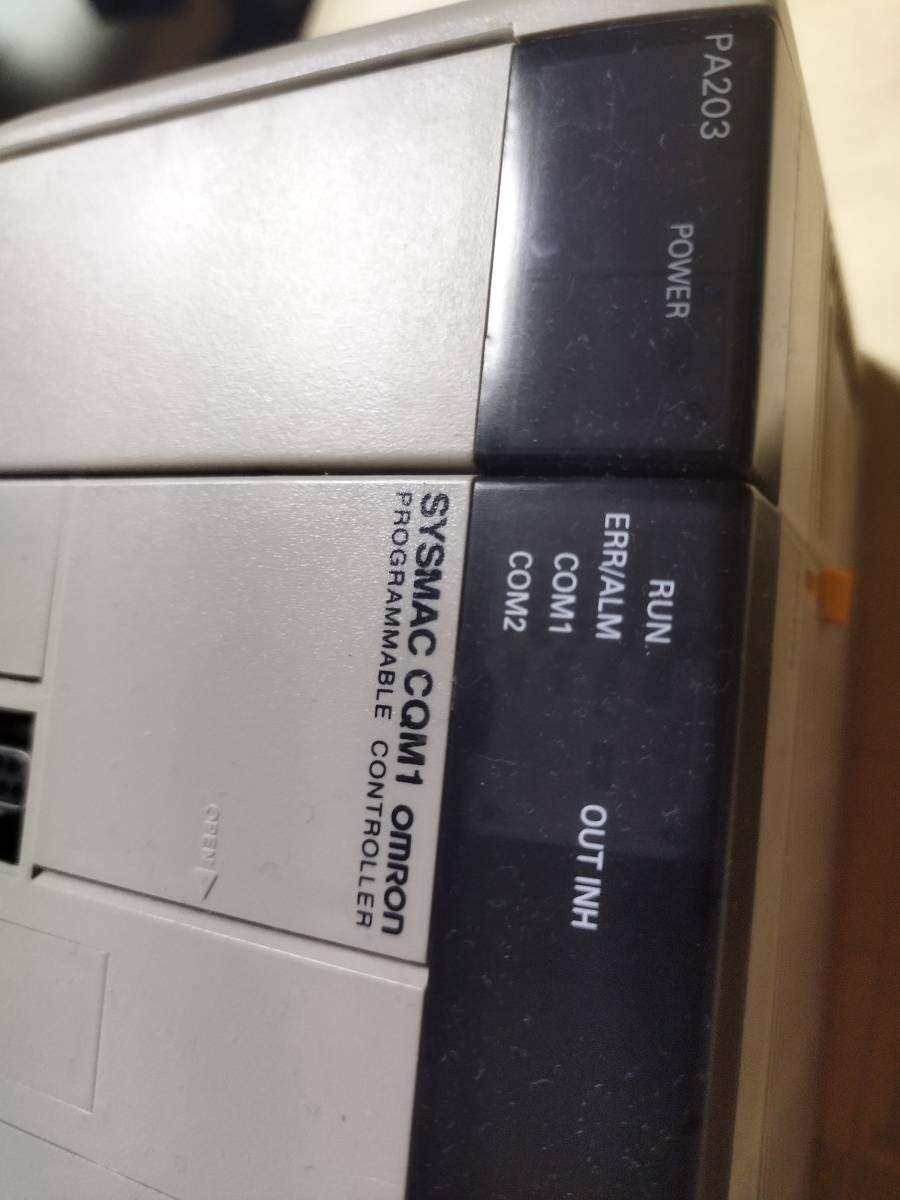 PA203
POWER
RUN
ERR/ALM
COM1
COM2
OUT INH
SYSMAC CQM1 OMRON
PROGRAMMABLE CONTROLLER
OPEN